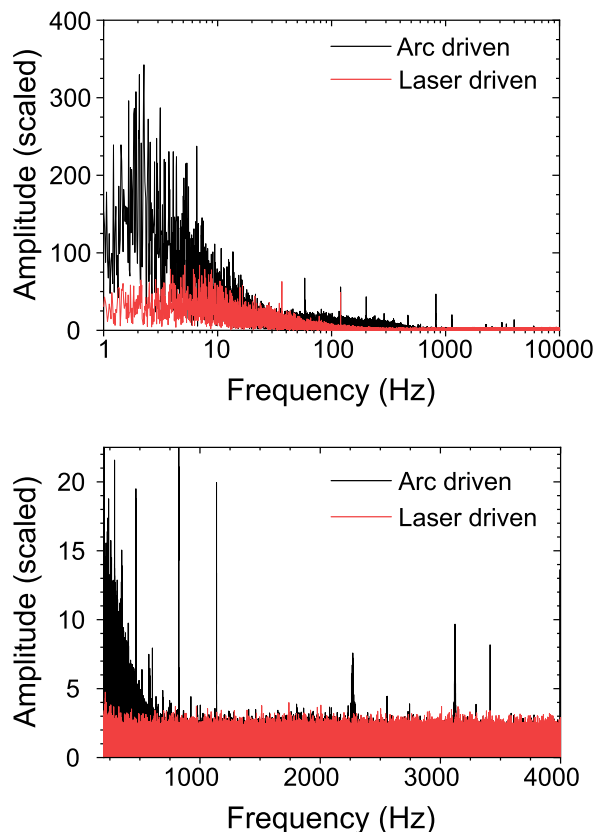 400
300
200
100
0
Amplitude (scaled)
Arc driven
Laser driven
1 10 100 1000 10000
Frequency (Hz)
20
15
10
5
0
Amplitude (scaled)
Arc driven
Laser driven
1000 2000 3000 4000
Frequency (Hz)